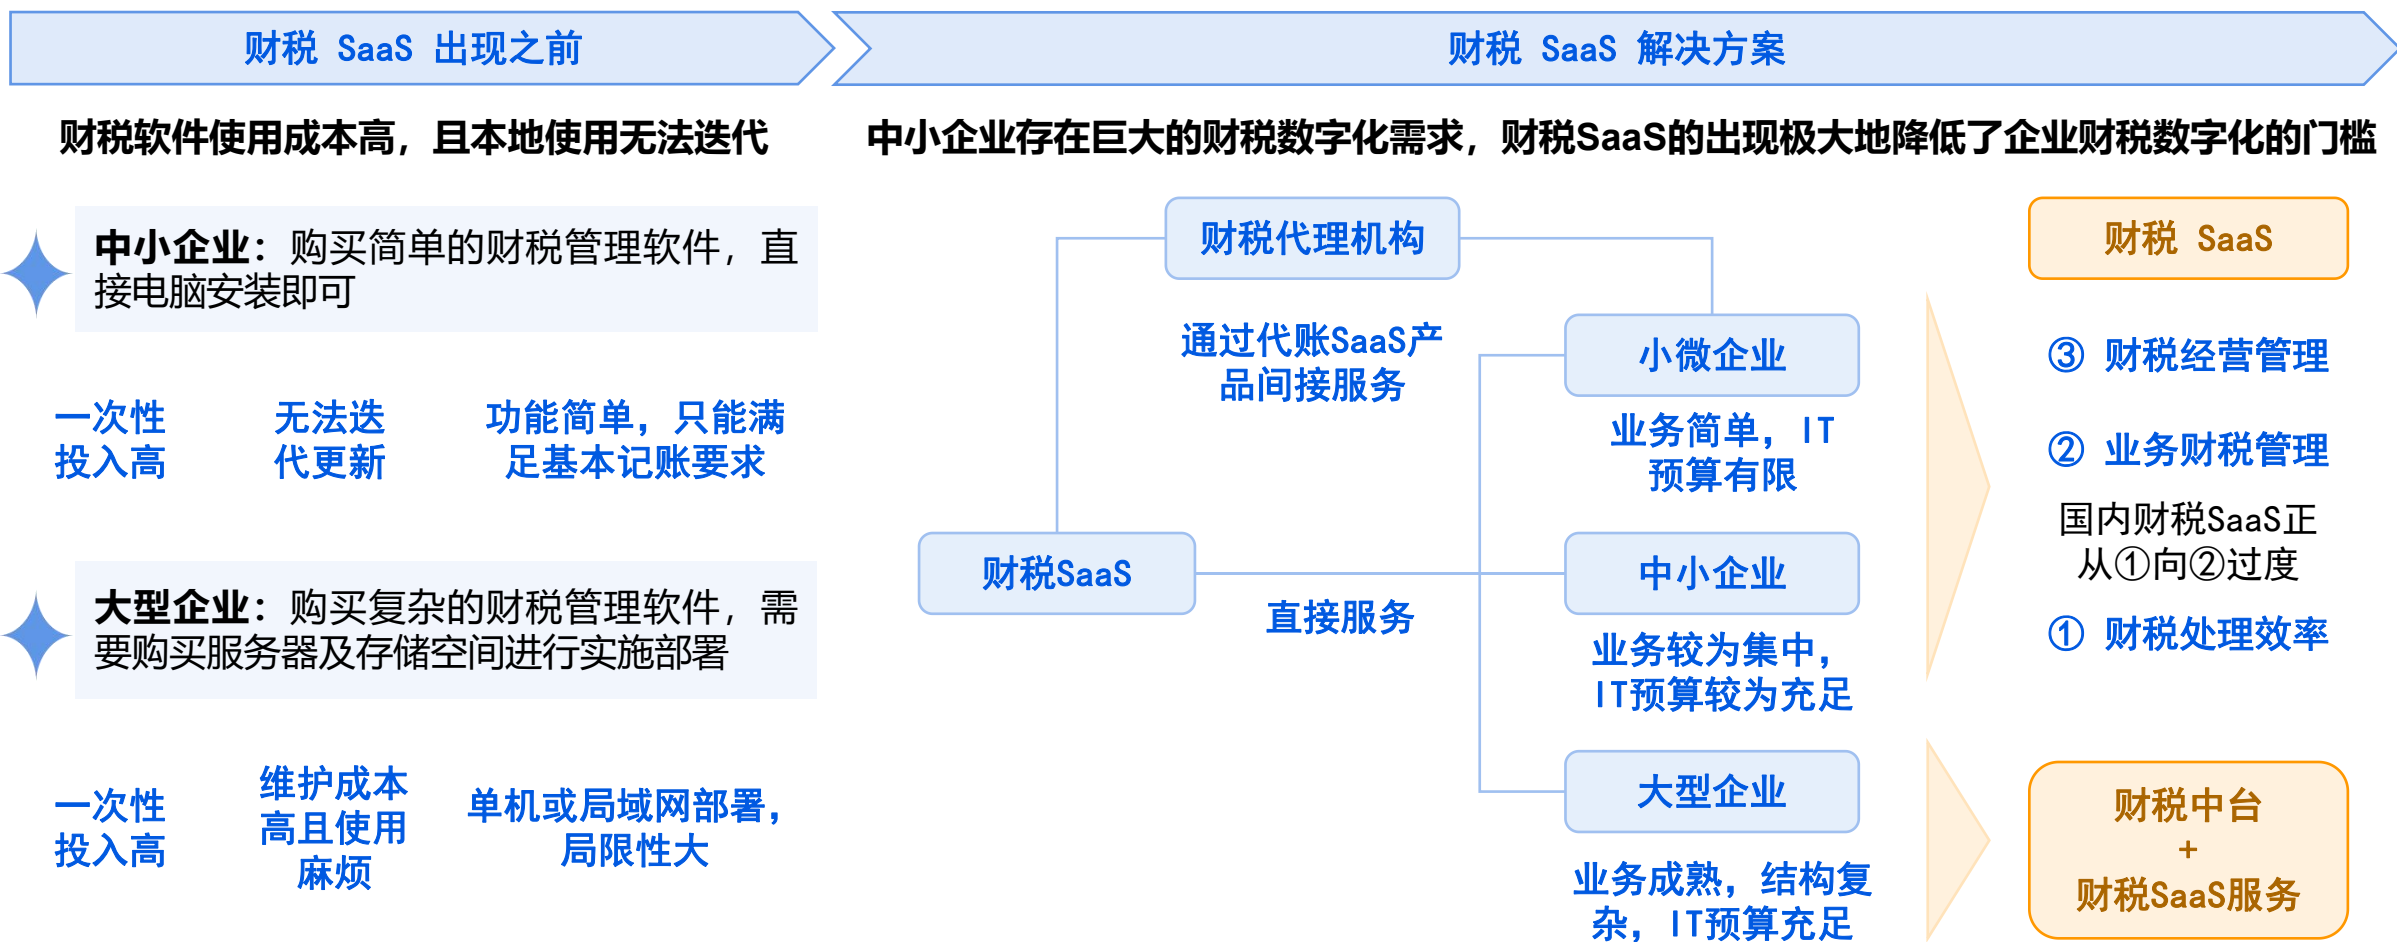 财税 SaaS 出现之前
财税 SaaS 解决方案
财税软件使用成本高，且本地使用无法迭代
中小企业存在巨大的财税数字化需求，财税SaaS的出现极大地降低了企业财税数字化的门槛
中小企业：购买简单的财税管理软件，直
接电脑安装即可
一次性
投入高
无法迭
代更新
功能简单，只能满
足基本记账要求
大型企业：购买复杂的财税管理软件，需
要购买服务器及存储空间进行实施部署
一次性
投入高
维护成本
高且使用
麻烦
单机或局域网部署，
局限性大
财税代理机构
通过代账SaaS产
品间接服务
财税SaaS
直接服务
小微企业
业务简单，IT
预算有限
中小企业
业务较为集中，
IT预算较为充足
大型企业
业务成熟，结构复
杂，IT预算充足
财税 SaaS
③ 财税经营管理
② 业务财税管理
国内财税SaaS正
从①向②过度
① 财税处理效率
财税中台
+
财税SaaS服务